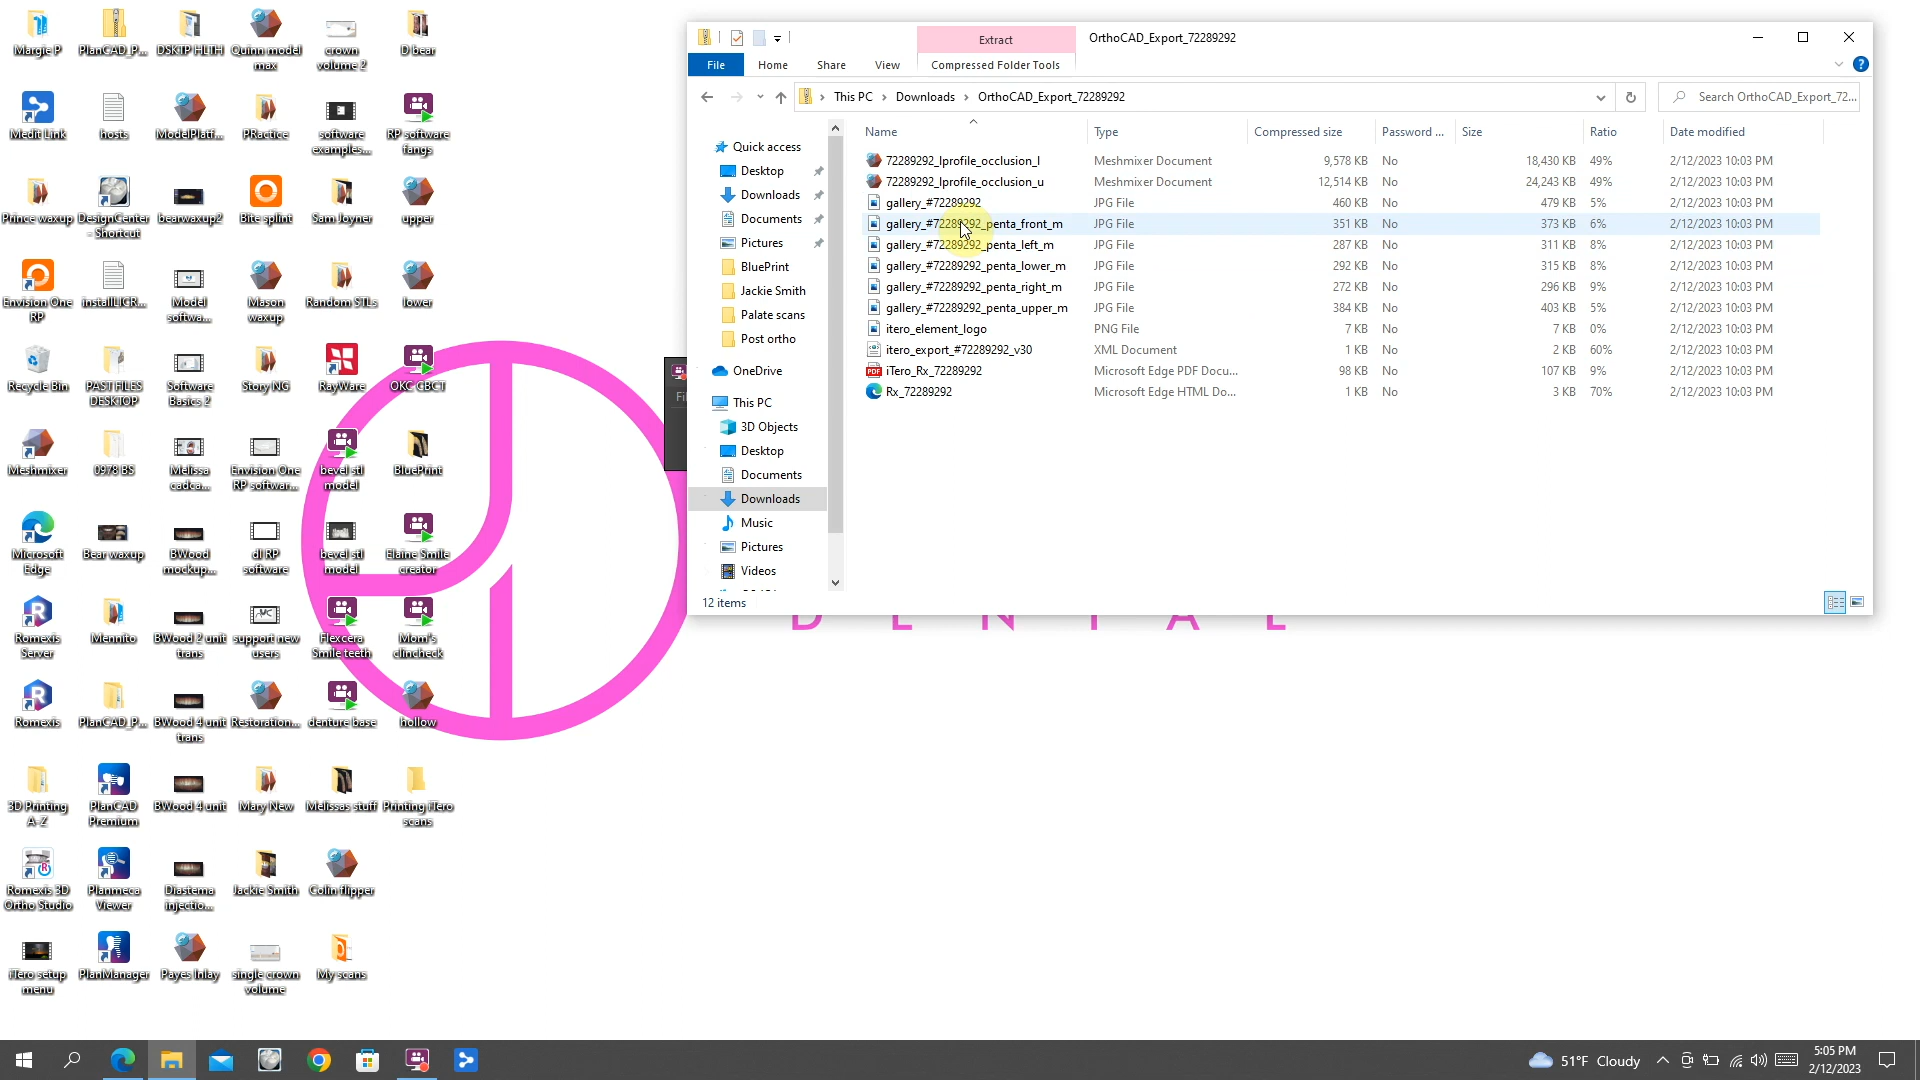 Margie P
PlanCAD_P...
DSKTP HLTH
Quinn model
max
crown
volume 2
D bear
Medit Link
hosts
ModelPlatf...
PRactice
software
examples...
RP software
fangs
Prince waxup
DesignCenter
- Shortcut
bearwaxup2
Bite splint
Sam Joyner
upper
Envision One
RP
installLICR...
Model
softwa...
Mason
waxup
Random STLs
lower
Recycle Bin
PAST FILES
DESKTOP
Software
Basics 2
Story NG
RayWare
OKC CBCT
Meshmixer
0978 BS
Melissa
cadca...
Envision One
RP softwar...
bevel stl
model
BluePrint
Microsoft
Edge
Bear waxup
BWood
mockup...
dl RP
software
bevel stl
model
Elaine Smile
creator
Romexis
Server
Mennito
BWood 2 unit
trans
support new
users
Flexcera
Smile teeth
Mom's
clincheck
Romexis
PlanCAD_P...
BWood 4 unit
trans
Restoration...
denture base
hollow
3D Printing
A-Z
PlanCAD
Premium
BWood 4 unit
Mary New
Melissas stuff
Printing iTero
scans
Romexis 3D
Ortho Studio
Planmeca
Viewer
Diastema
injectio...
Jackie Smith
Colin flipper
iTero setup
menu
PlanManager
Payes Inlay
single crown
volume
My scans
Extract
OrthoCAD_Export_72289292
File
Home
Share
View
Compressed Folder Tools
This PC
Downloads
OrthoCAD_Export_72289292
Search OrthoCAD_Export_72...
Quick access
Desktop
Downloads
Documents
Pictures
BluePrint
Jackie Smith
Palate scans
Post ortho
OneDrive
This PC
3D Objects
Desktop
Documents
Downloads
Music
Pictures
Videos
Name Type Compressed size Password ... Size Ratio Date modified
72289292_lprofile_occlusion_l Meshmixer Document 9,578 KB No 18,430 KB 49% 2/12/2023 10:03 PM
72289292_lprofile_occlusion_u Meshmixer Document 12,514 KB No 24,243 KB 49% 2/12/2023 10:03 PM
gallery_#72289292 JPG File 460 KB No 479 KB 5% 2/12/2023 10:03 PM
gallery_#72289292_penta_front_m JPG File 351 KB No 373 KB 6% 2/12/2023 10:03 PM
gallery_#72289292_penta_left_m JPG File 287 KB No 311 KB 8% 2/12/2023 10:03 PM
gallery_#72289292_penta_lower_m JPG File 292 KB No 315 KB 8% 2/12/2023 10:03 PM
gallery_#72289292_penta_right_m JPG File 272 KB No 296 KB 9% 2/12/2023 10:03 PM
gallery_#72289292_penta_upper_m JPG File 384 KB No 403 KB 5% 2/12/2023 10:03 PM
itero_element_logo PNG File 7 KB No 7 KB 0% 2/12/2023 10:03 PM
itero_export_#72289292_v30 XML Document 1 KB No 2 KB 60% 2/12/2023 10:03 PM
iTero_Rx_72289292 Microsoft Edge PDF Docu... 98 KB No 107 KB 9% 2/12/2023 10:03 PM
Rx_72289292 Microsoft Edge HTML Do... 1 KB No 3 KB 70% 2/12/2023 10:03 PM
12 items
DENTAL
51°F Cloudy
5:05 PM
2/12/2023